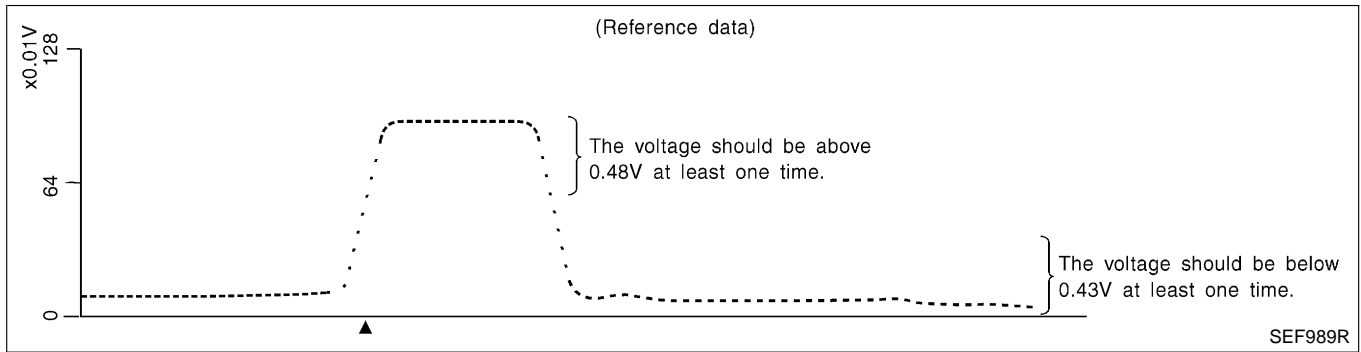 (Reference data)
x0.01V
128
64
0
The voltage should be above
0.48V at least one time.
The voltage should be below
0.43V at least one time.
SEF989R